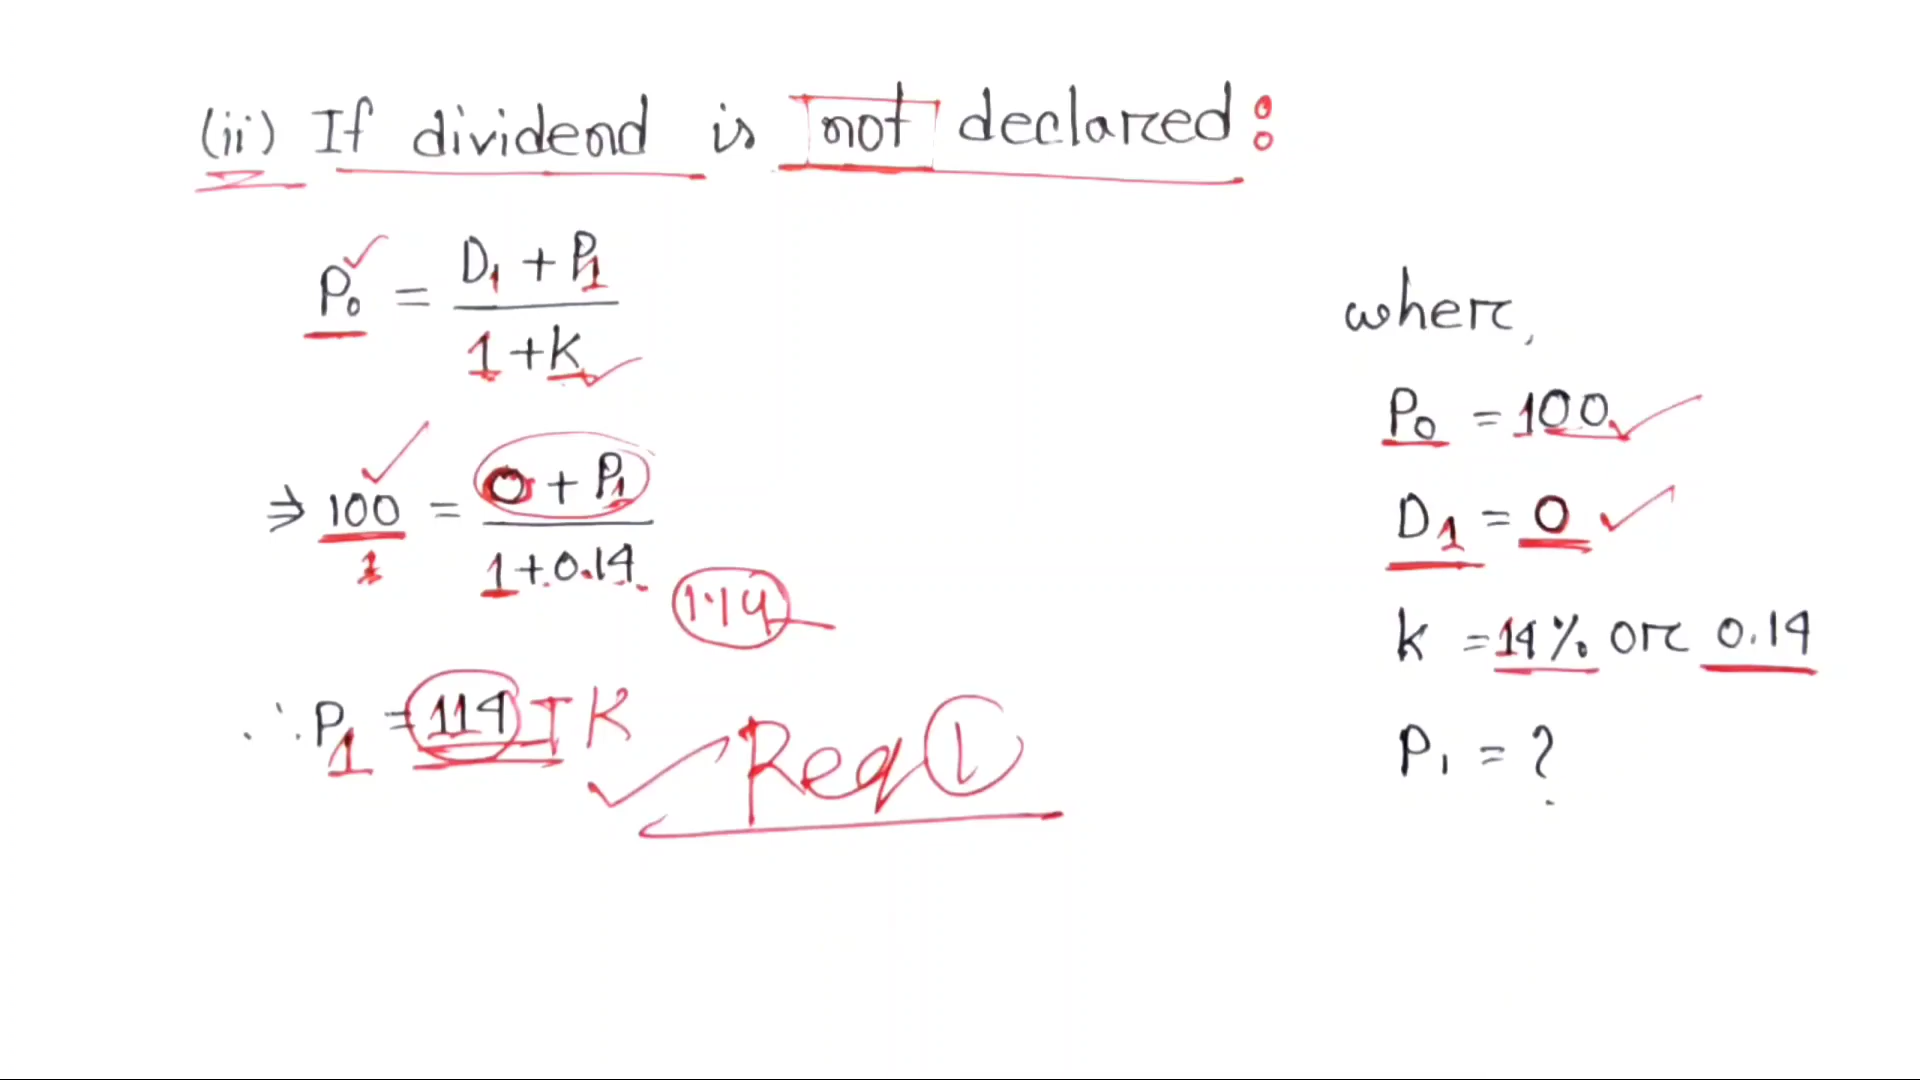 (ii) If dividend is not declared:
P₀ = (D₁ + P₁) / (1 + k)
⇒ 100 = (0 + P₁) / (1 + 0.14)
1
1.14
∴ P₁ = 114 TK
Req ①
where,
P₀ = 100
D₁ = 0
k = 14% or 0.14
P₁ = ?